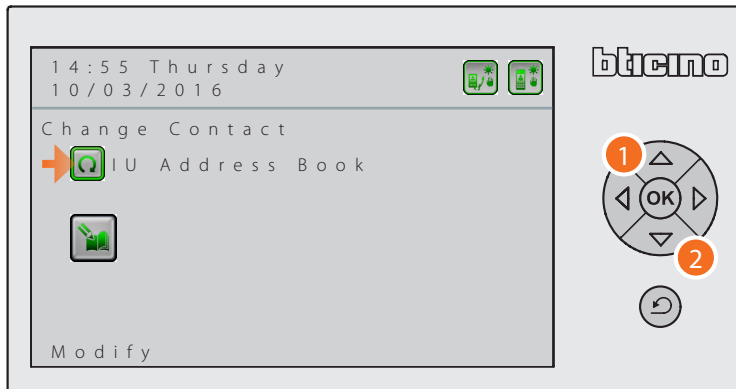 14:55 Thursday
10/03/2016
bticino
Change Contact
IU Address Book
Modify
1
OK
2